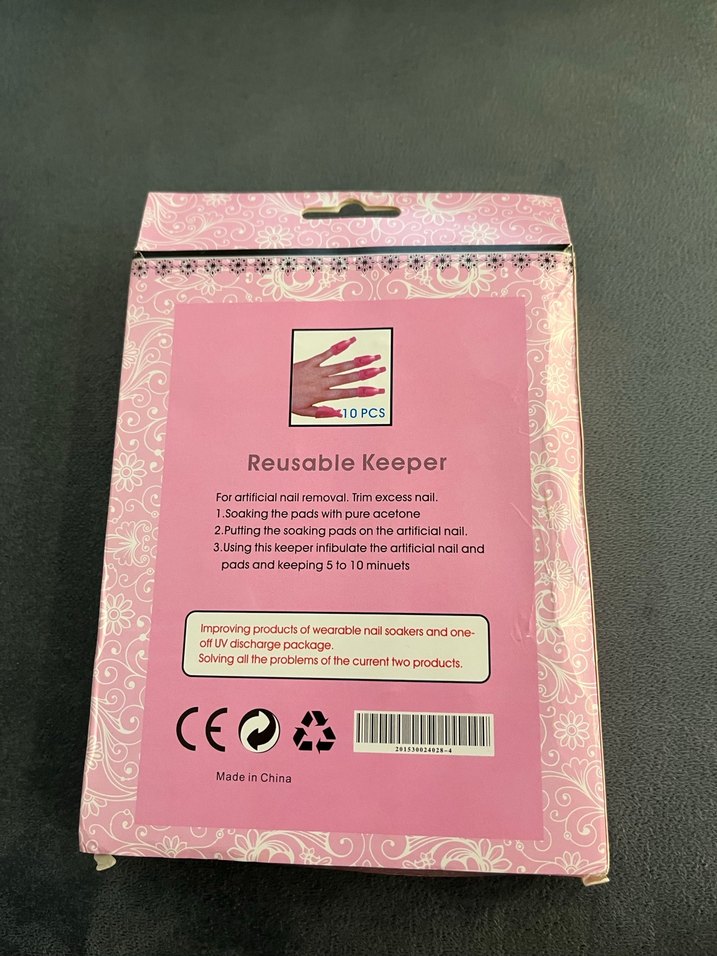 10 PCS
Reusable Keeper
For artificial nail removal. Trim excess nail.
1.Soaking the pads with pure acetone
2.Putting the soaking pads on the artificial nail.
3.Using this keeper infibulate the artificial nail and
pads and keeping 5 to 10 minuets
Improving products of wearable nail soakers and one-
off UV discharge package.
Solving all the problems of the current two products.
CE
201530024028-4
Made in China